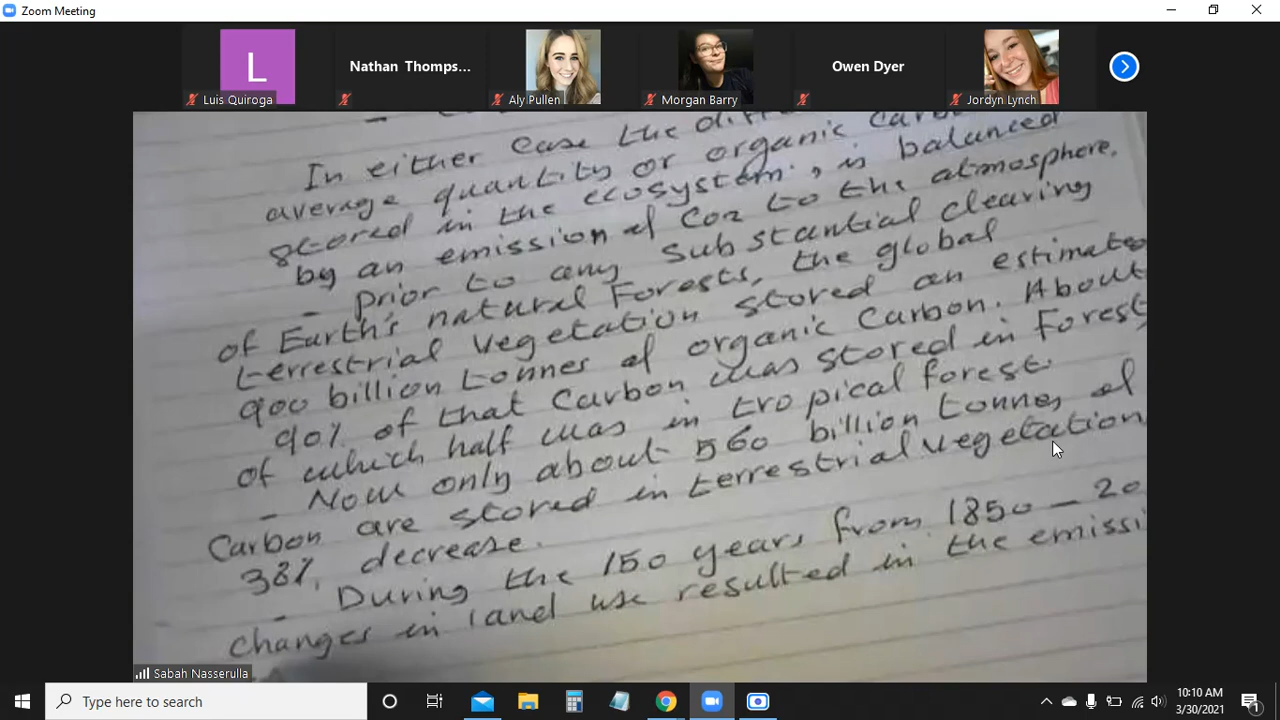 Zoom Meeting
L
Nathan Thomps...
Owen Dyer
Luis Quiroga
Aly Pullen
Morgan Barry
Jordyn Lynch
In either case the
average quantity or organic
stored in the ecosystem, is balanced
by an emission of CO2 to the atmosphere.
- Prior to any substantial clearing
of Earth's natural Forests, the global
terrestrial vegetation stored an estimate
900 billion tonnes of organic Carbon. About
90% of that Carbon was stored in Forest,
of which half was in tropical forest.
- Now only about 560 billion tonnes of
Carbon are stored in terrestrial vegetation
38% decrease.
- During the 150 years from 1850 - 20
changes in land use resulted in the emissi
Sabah Nasserulla
Type here to search
10:10 AM
3/30/2021
1